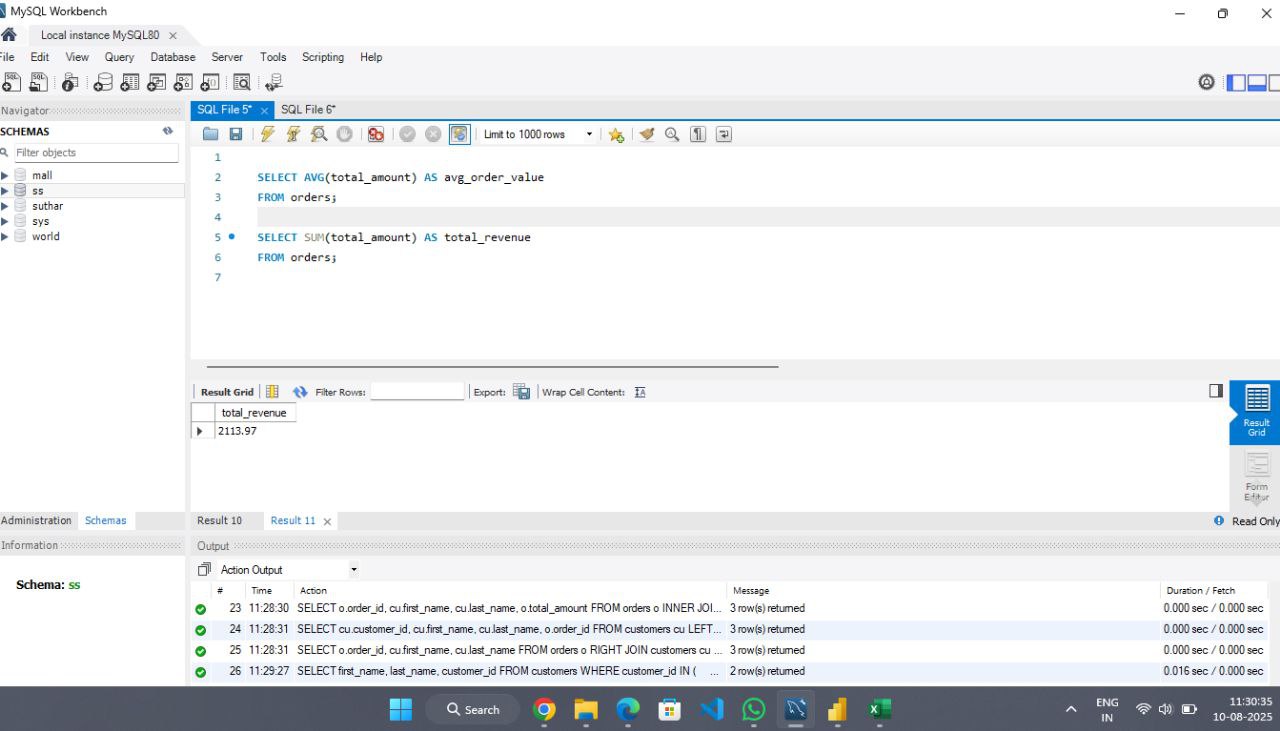 MySQL Workbench
Local instance MySQL80
File Edit View Query Database Server Tools Scripting Help
Navigator
SCHEMAS
Filter objects
mall
ss
suthar
sys
world
Administration Schemas
Information
Schema: ss
SQL File 5* SQL File 6*
Limit to 1000 rows
1
2 SELECT AVG(total_amount) AS avg_order_value
3 FROM orders;
4
5 SELECT SUM(total_amount) AS total_revenue
6 FROM orders;
7
Result Grid Filter Rows: Export: Wrap Cell Content:
total_revenue
2113.97
Result Grid
Form Editor
Result 10 Result 11 Read Only
Output
Action Output
# Time Action Message Duration / Fetch
23 11:28:30 SELECT o.order_id, cu.first_name, cu.last_name, o.total_amount FROM orders o INNER JOI... 3 row(s) returned 0.000 sec / 0.000 sec
24 11:28:31 SELECT cu.customer_id, cu.first_name, cu.last_name, o.order_id FROM customers cu LEFT... 3 row(s) returned 0.000 sec / 0.000 sec
25 11:28:31 SELECT o.order_id, cu.first_name, cu.last_name FROM orders o RIGHT JOIN customers cu ... 3 row(s) returned 0.000 sec / 0.000 sec
26 11:29:27 SELECT first_name, last_name, customer_id FROM customers WHERE customer_id IN ( ... 2 row(s) returned 0.016 sec / 0.000 sec
Search
ENG
IN
11:30:35
10-08-2025